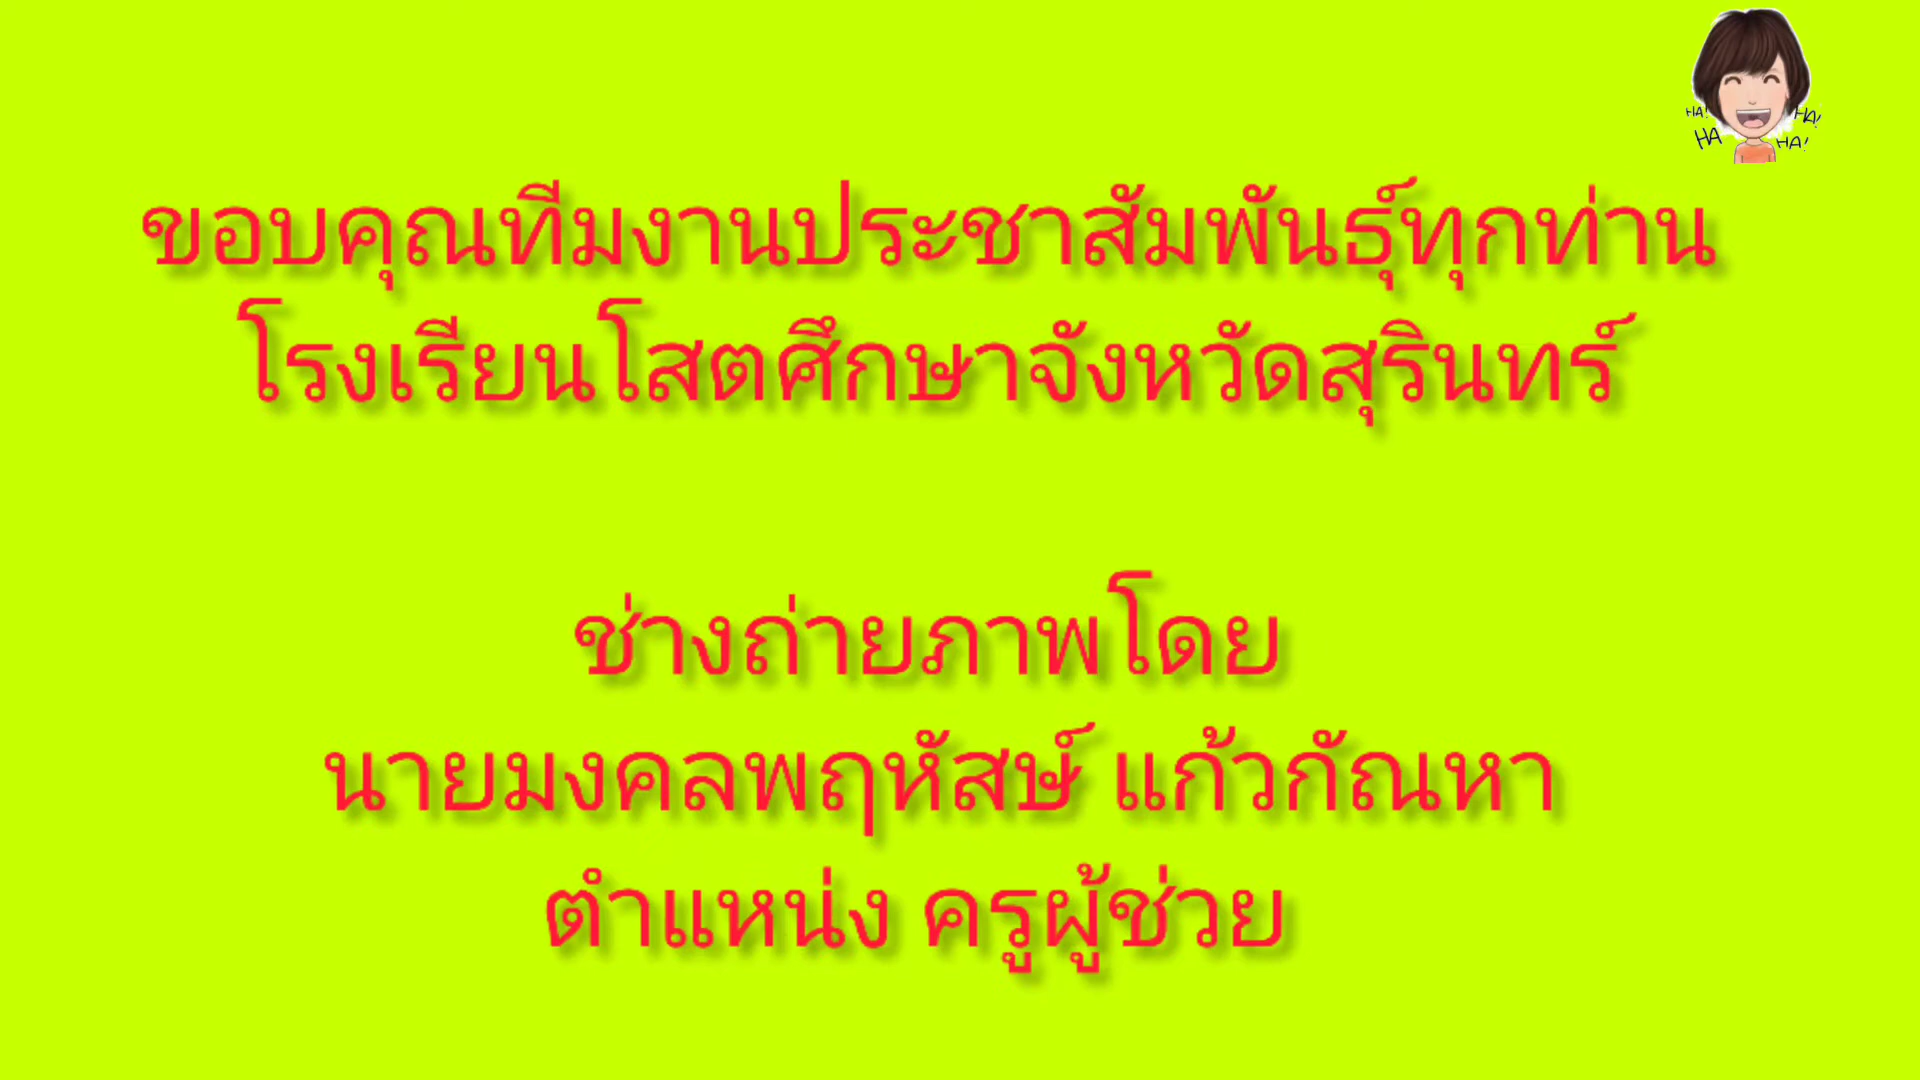 HA!
HA!
HA
HA!
ขอบคุณทีมงานประชาสัมพันธุ์ทุกท่าน
โรงเรียนโสตศึกษาจังหวัดสุรินทร์
ช่างถ่ายภาพโดย
นายมงคลพฤหัสษ์ แก้วกัณหา
ตำแหน่ง ครูผู้ช่วย